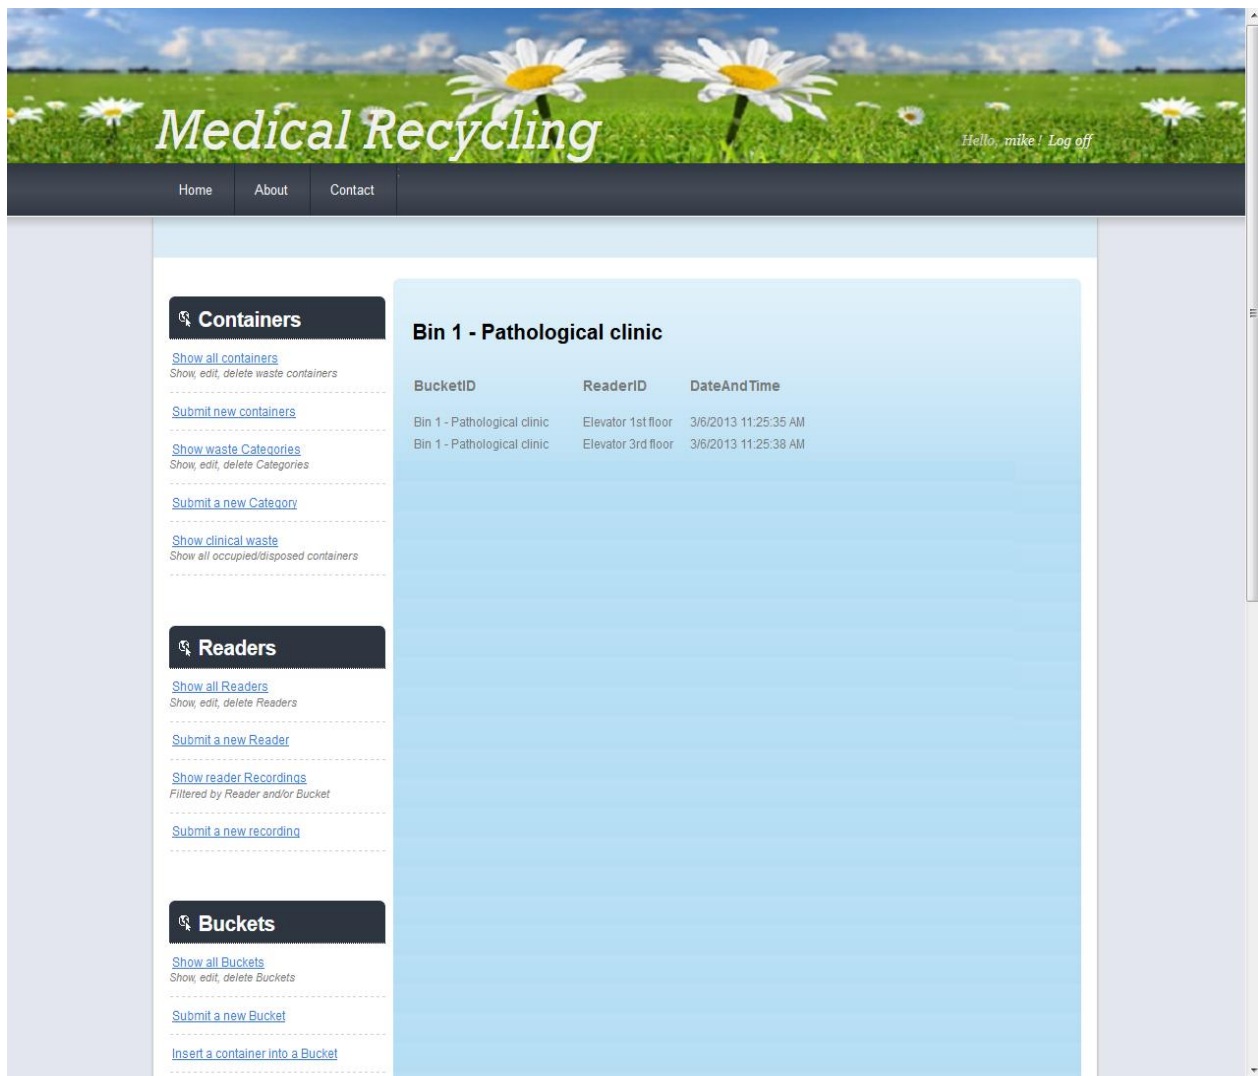 Medical Recycling
Hello, mike ! Log off
Home About Contact
Containers
Show all containers
Show, edit, delete waste containers
Submit new containers
Show waste Categories
Show, edit, delete Categories
Submit a new Category
Show clinical waste
Show all occupied/disposed containers
Readers
Show all Readers
Show, edit, delete Readers
Submit a new Reader
Show reader Recordings
Filtered by Reader and/or Bucket
Submit a new recording
Buckets
Show all Buckets
Show, edit, delete Buckets
Submit a new Bucket
Insert a container into a Bucket
Bin 1 - Pathological clinic
BucketID ReaderID DateAndTime
Bin 1 - Pathological clinic Elevator 1st floor 3/6/2013 11:25:35 AM
Bin 1 - Pathological clinic Elevator 3rd floor 3/6/2013 11:25:38 AM